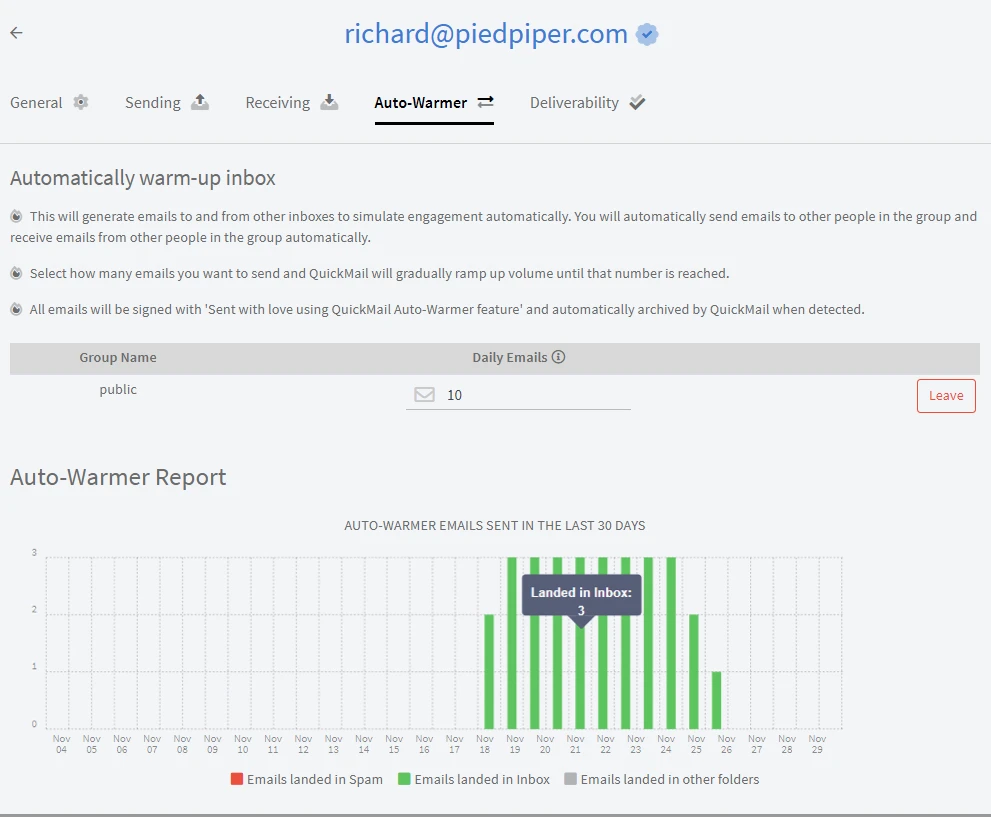 richard@piedpiper.com
General
Sending
Receiving
Auto-Warmer
Deliverability
Automatically warm-up inbox
This will generate emails to and from other inboxes to simulate engagement automatically. You will automatically send emails to other people in the group and
receive emails from other people in the group automatically.
Select how many emails you want to send and QuickMail will gradually ramp up volume until that number is reached.
All emails will be signed with 'Sent with love using QuickMail Auto-Warmer feature' and automatically archived by QuickMail when detected.
Group Name
Daily Emails
public
10
Leave
Auto-Warmer Report
AUTO-WARMER EMAILS SENT IN THE LAST 30 DAYS
3
2
1
0
Landed in Inbox:
3
Nov 04
Nov 05
Nov 06
Nov 07
Nov 08
Nov 09
Nov 10
Nov 11
Nov 12
Nov 13
Nov 14
Nov 15
Nov 16
Nov 17
Nov 18
Nov 19
Nov 20
Nov 21
Nov 22
Nov 23
Nov 24
Nov 25
Nov 26
Nov 27
Nov 28
Nov 29
Emails landed in Spam
Emails landed in Inbox
Emails landed in other folders